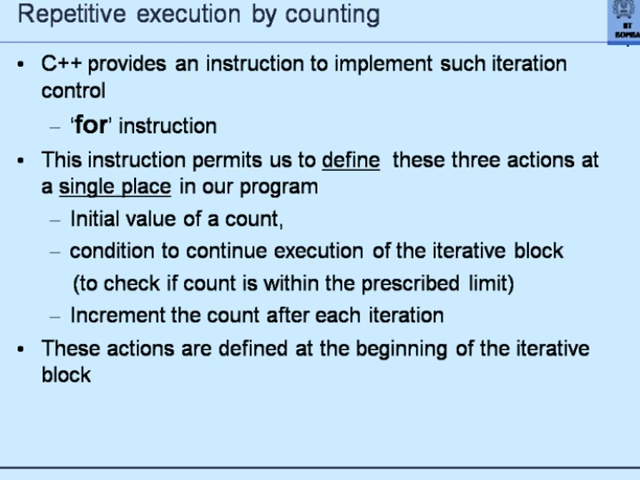 Repetitive execution by counting
IIT
BOMBAY
• C++ provides an instruction to implement such iteration
control
– 'for' instruction
• This instruction permits us to define these three actions at
a single place in our program
– Initial value of a count,
– condition to continue execution of the iterative block
(to check if count is within the prescribed limit)
– Increment the count after each iteration
• These actions are defined at the beginning of the iterative
block